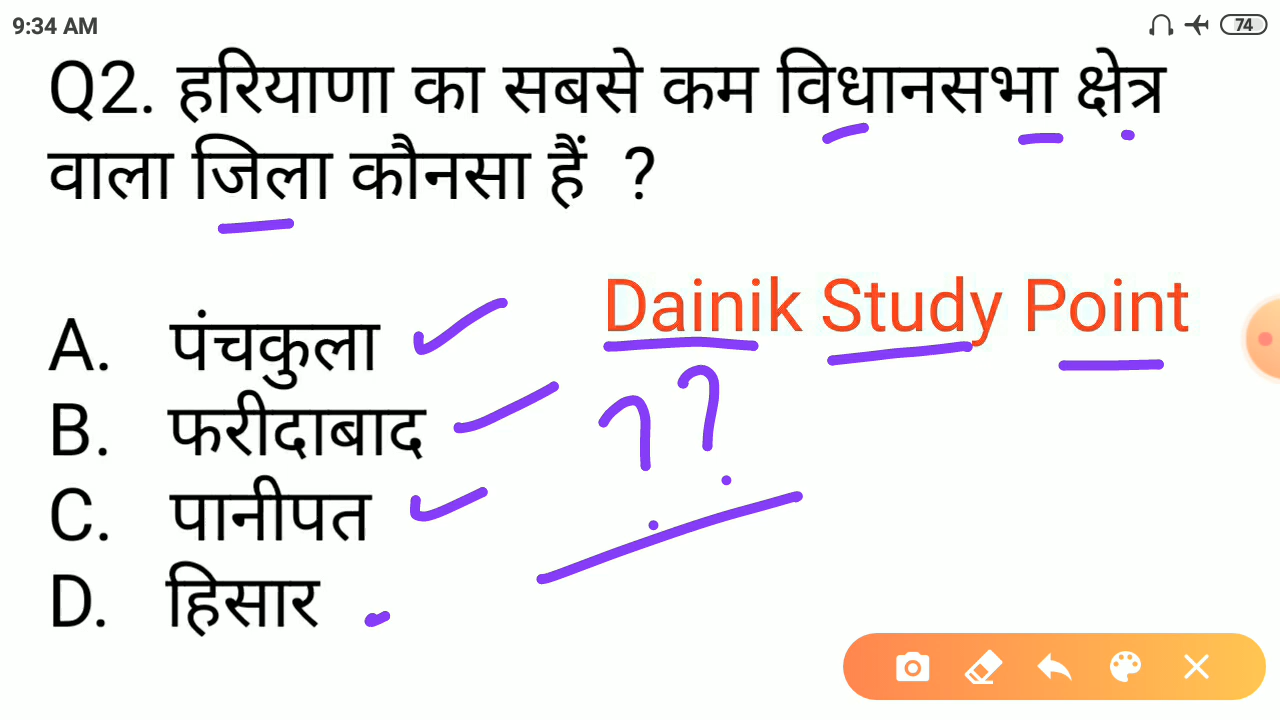 9:34 AM
74
Q2. हरियाणा का सबसे कम विधानसभा क्षेत्र
वाला जिला कौनसा हैं ?
Dainik Study Point
A. पंचकुला
B. फरीदाबाद
??
C. पानीपत
D. हिसार